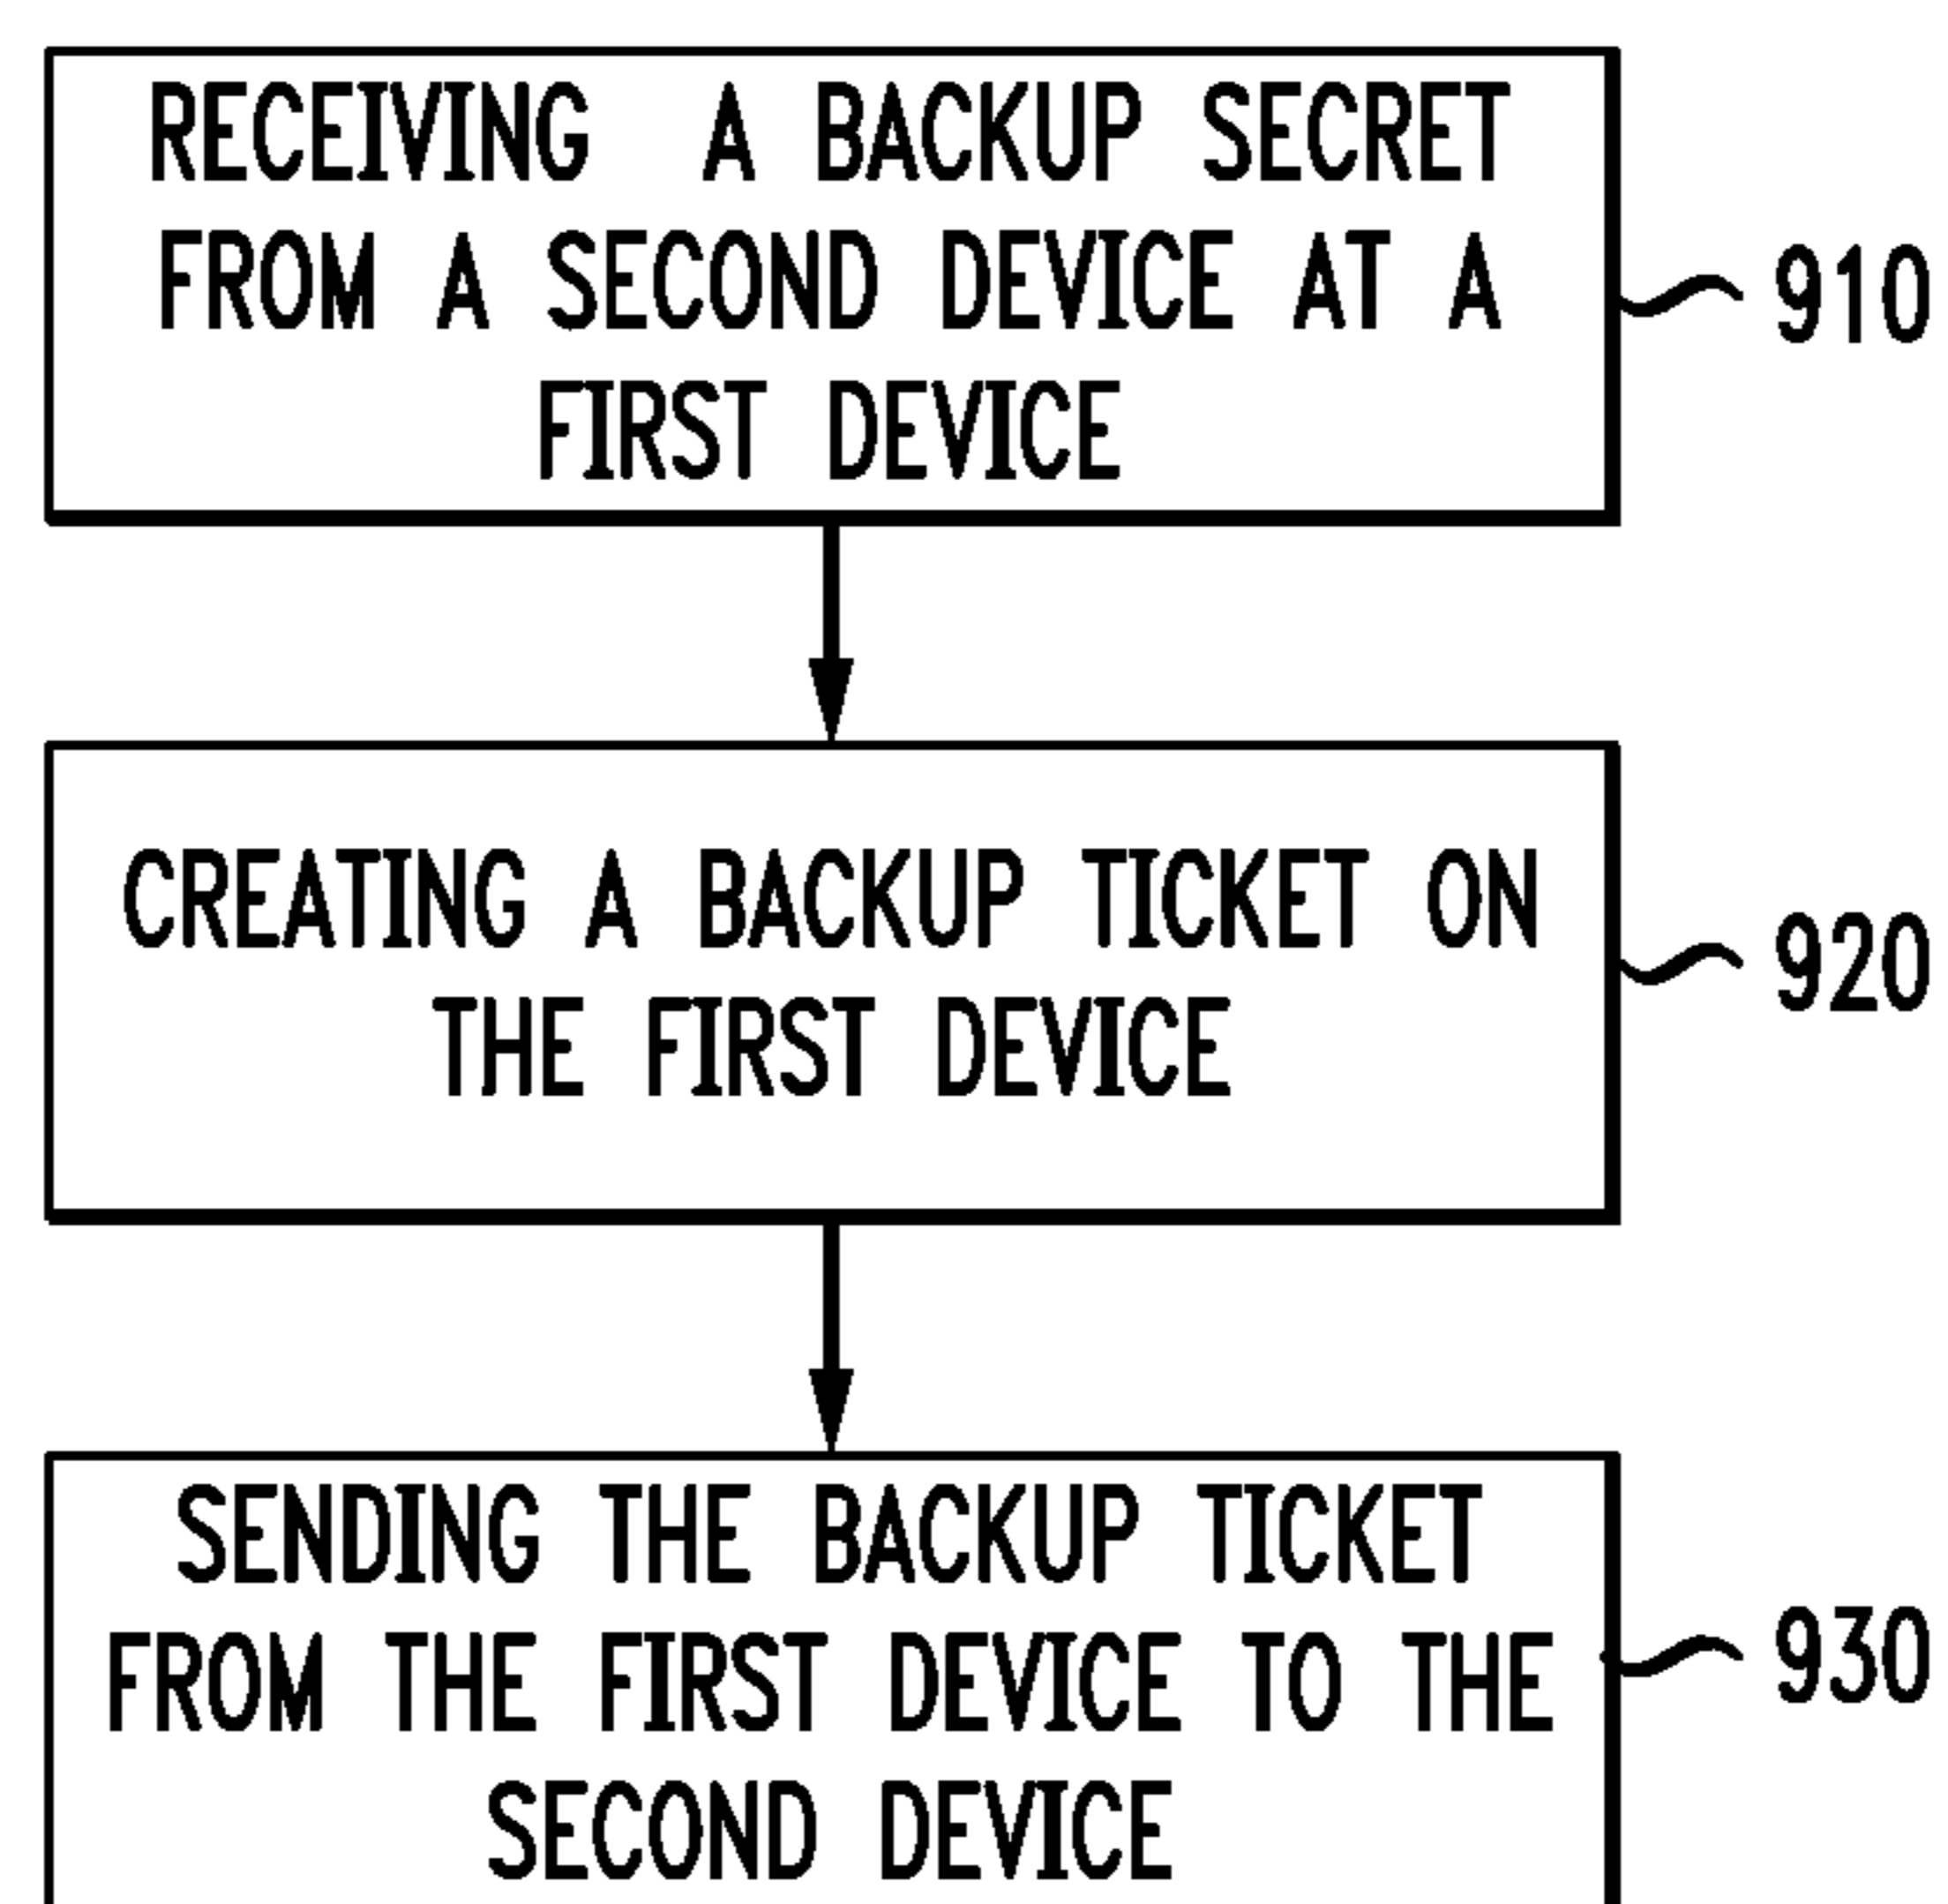 RECEIVING A BACKUP SECRET
FROM A SECOND DEVICE AT A
FIRST DEVICE
910
CREATING A BACKUP TICKET ON
THE FIRST DEVICE
920
SENDING THE BACKUP TICKET
FROM THE FIRST DEVICE TO THE
SECOND DEVICE
930